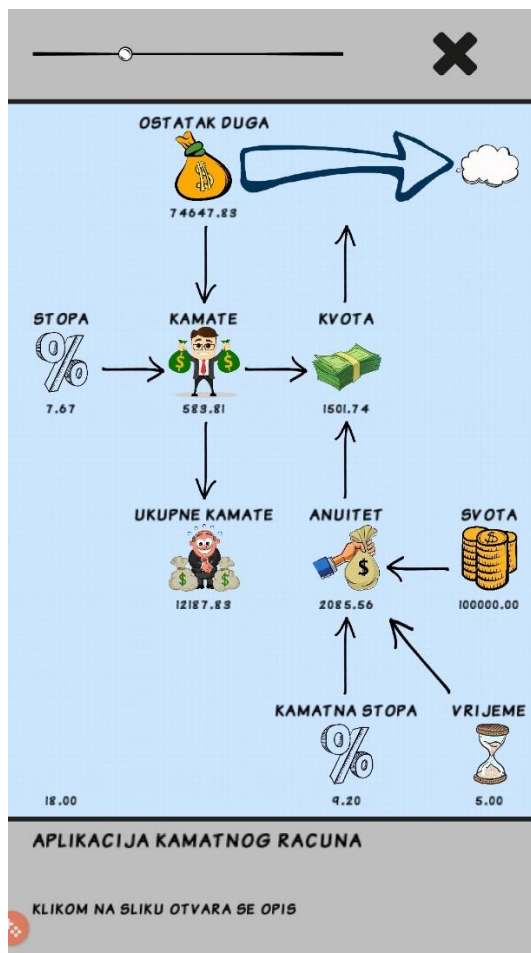 OSTATAK DUGA
74647.83
STOPA KAMATE KVOTA
7.67 583.81 1501.74
UKUPNE KAMATE ANUITET SVOTA
12187.83 2085.56 100000.00
KAMATNA STOPA VRIJEME
18.00 9.20 5.00
APLIKACIJA KAMATNOG RACUNA
KLIKOM NA SLIKU OTVARA SE OPIS